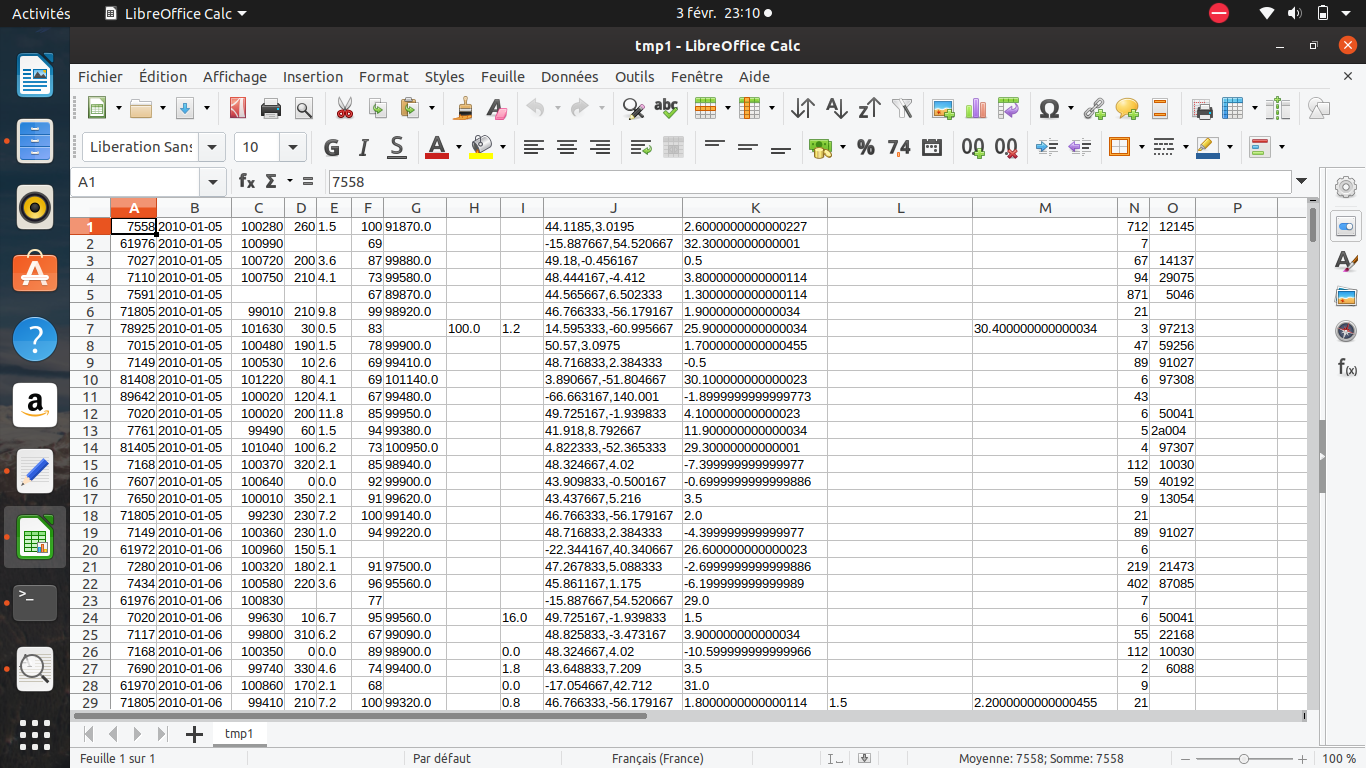 Activités LibreOffice Calc 3 févr. 23:10
tmp1 - LibreOffice Calc
Fichier Édition Affichage Insertion Format Styles Feuille Données Outils Fenêtre Aide
Liberation Sans 10 G I S A % 7.4 00 00
A1 fx Σ = 7558
A B C D E F G H I J K L M N O P
1 7558 2010-01-05 100280 260 1.5 100 91870.0 44.1185,3.0195 2.6000000000000227 712 12145
2 61976 2010-01-05 100990 69 -15.887667,54.520667 32.30000000000001 7
3 7027 2010-01-05 100720 200 3.6 87 99880.0 49.18,-0.456167 0.5 67 14137
4 7110 2010-01-05 100750 210 4.1 73 99580.0 48.444167,-4.412 3.8000000000000114 94 29075
5 7591 2010-01-05 67 89870.0 44.565667,6.502333 1.3000000000000114 871 5046
6 71805 2010-01-05 99010 210 9.8 99 98920.0 46.766333,-56.179167 1.900000000000034 21
7 78925 2010-01-05 101630 30 0.5 83 100.0 1.2 14.595333,-60.995667 25.900000000000034 30.400000000000034 3 97213
8 7015 2010-01-05 100480 190 1.5 78 99900.0 50.57,3.0975 1.7000000000000455 47 59256
9 7149 2010-01-05 100530 10 2.6 69 99410.0 48.716833,2.384333 -0.5 89 91027
10 81408 2010-01-05 101220 80 4.1 69 101140.0 3.890667,-51.804667 30.100000000000023 6 97308
11 89642 2010-01-05 100020 120 4.1 67 99480.0 -66.663167,140.001 -1.8999999999999773 43
12 7020 2010-01-05 100020 200 11.8 85 99950.0 49.725167,-1.939833 4.100000000000023 6 50041
13 7761 2010-01-05 99490 60 1.5 94 99380.0 41.918,8.792667 11.900000000000034 5 2a004
14 81405 2010-01-05 101040 100 6.2 73 100950.0 4.822333,-52.365333 29.30000000000001 4 97307
15 7168 2010-01-05 100370 320 2.1 85 98940.0 48.324667,4.02 -7.399999999999977 112 10030
16 7607 2010-01-05 100640 0 0.0 92 99900.0 43.909833,-0.500167 -0.6999999999999886 59 40192
17 7650 2010-01-05 100010 350 2.1 91 99620.0 43.437667,5.216 3.5 9 13054
18 71805 2010-01-05 99230 230 7.2 100 99140.0 46.766333,-56.179167 2.0 21
19 7149 2010-01-06 100360 230 1.0 94 99220.0 48.716833,2.384333 -4.399999999999977 89 91027
20 61972 2010-01-06 100960 150 5.1 -22.344167,40.340667 26.600000000000023 6
21 7280 2010-01-06 100320 180 2.1 91 97500.0 47.267833,5.088333 -2.6999999999999886 219 21473
22 7434 2010-01-06 100580 220 3.6 96 95560.0 45.861167,1.175 -6.199999999999989 402 87085
23 61976 2010-01-06 100830 77 -15.887667,54.520667 29.0 7
24 7020 2010-01-06 99630 10 6.7 95 99560.0 16.0 49.725167,-1.939833 1.5 6 50041
25 7117 2010-01-06 99800 310 6.2 67 99090.0 48.825833,-3.473167 3.900000000000034 55 22168
26 7168 2010-01-06 100350 0 0.0 89 98900.0 0.0 48.324667,4.02 -10.599999999999966 112 10030
27 7690 2010-01-06 99740 330 4.6 74 99400.0 1.8 43.648833,7.209 3.5 2 6088
28 61970 2010-01-06 100860 170 2.1 68 0.0 -17.054667,42.712 31.0 9
29 71805 2010-01-06 99410 210 7.2 100 99320.0 0.8 46.766333,-56.179167 1.8000000000000114 1.5 2.2000000000000455 21
tmp1
Feuille 1 sur 1 Par défaut Français (France) Moyenne: 7558; Somme: 7558 100 %